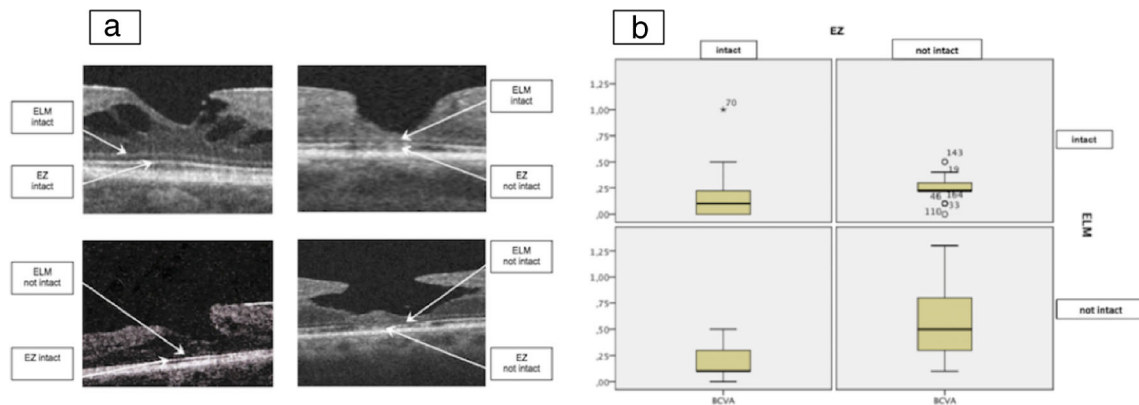 a
ELM
intact
EZ
intact
ELM
intact
EZ
not intact
ELM
not intact
EZ intact
ELM
not intact
EZ
not intact
b
EZ
intact
not intact
1,25
1,00
,75
,50
,25
,00
70
143
19
46 164
33
110
intact
ELM
1,25
1,00
,75
,50
,25
,00
not intact
BCVA
BCVA